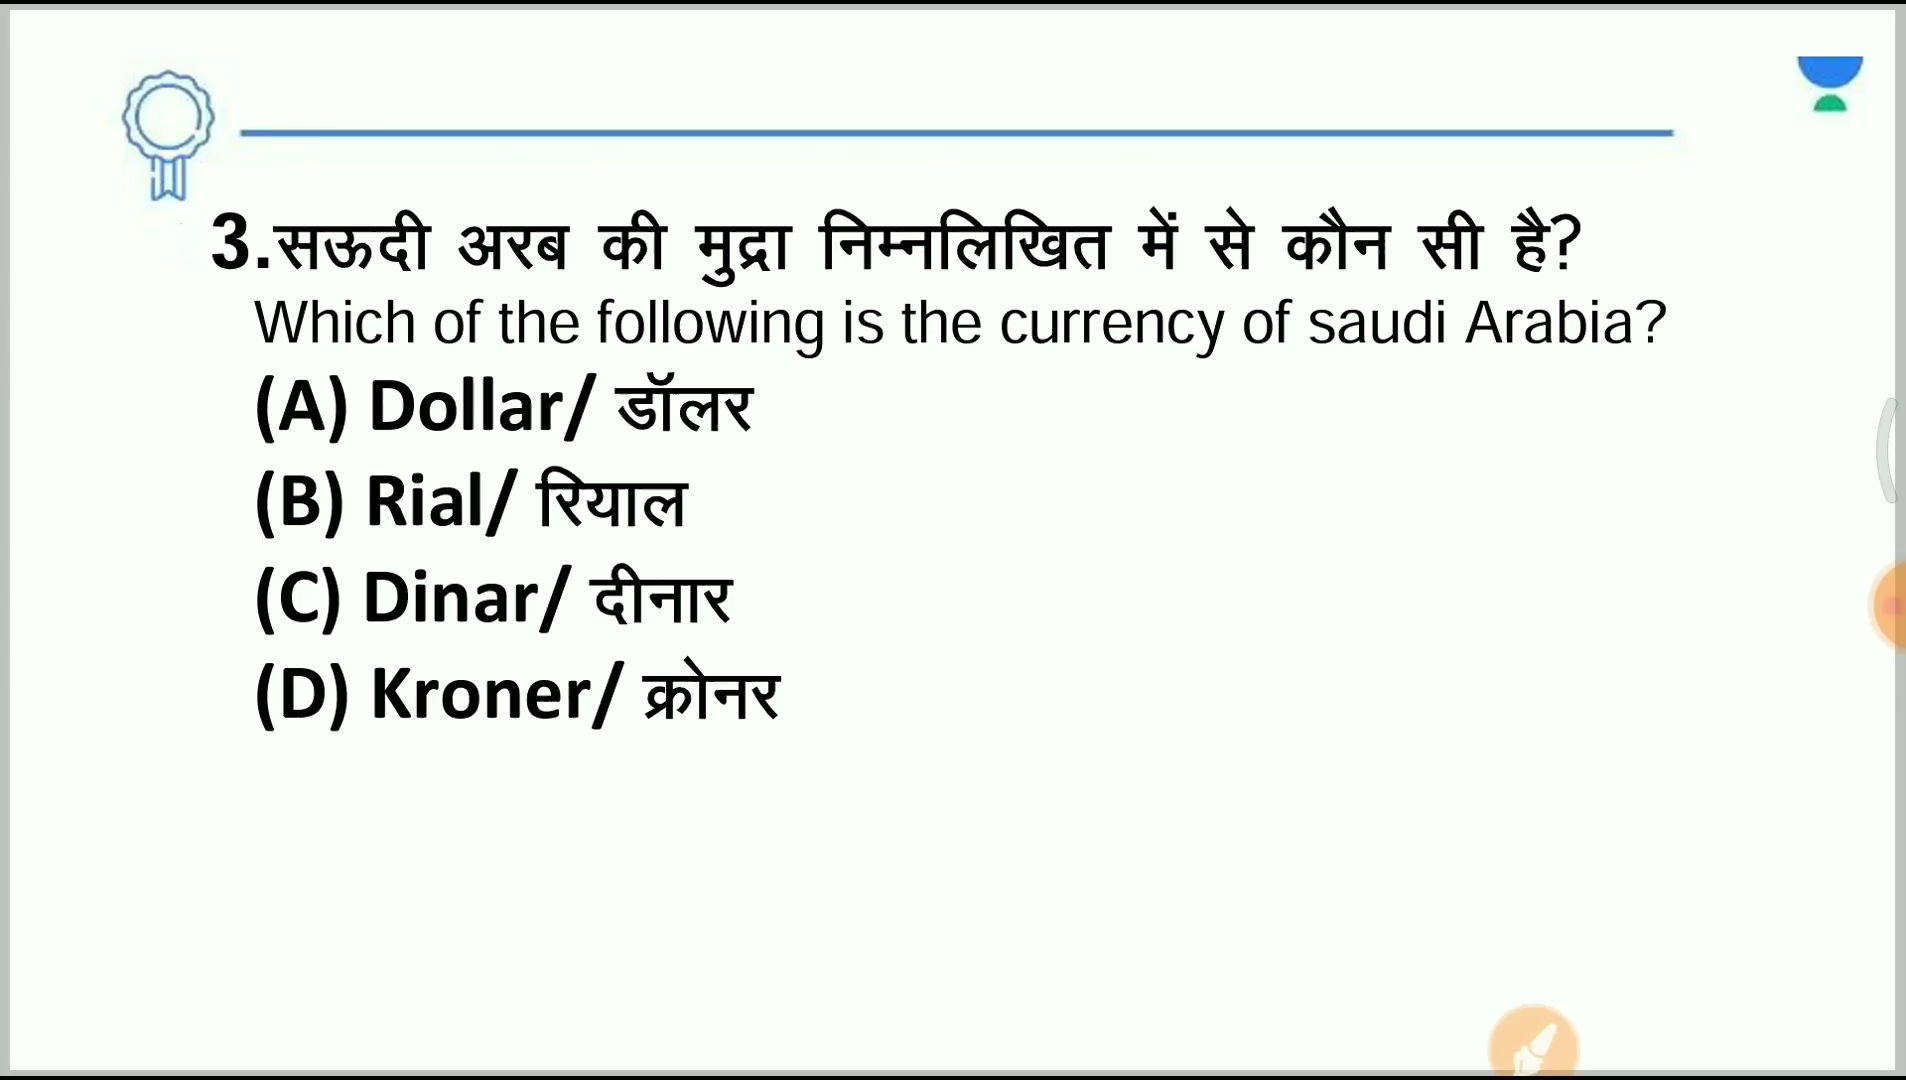 3.सऊदी अरब की मुद्रा निम्नलिखित में से कौन सी है?
Which of the following is the currency of saudi Arabia?
(A) Dollar/ डॉलर
(B) Rial/ रियाल
(C) Dinar/ दीनार
(D) Kroner/ क्रोनर